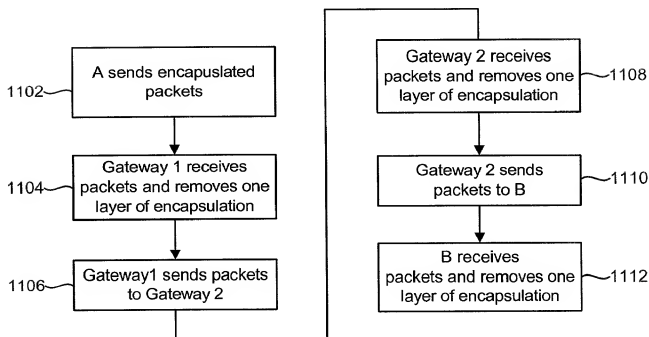 1102
A sends encapuslated
packets
1104
Gateway 1 receives
packets and removes one
layer of encapsulation
1106
Gateway1 sends packets
to Gateway 2
Gateway 2 receives
packets and removes one
layer of encapsulation
1108
Gateway 2 sends
packets to B
1110
B receives
packets and removes one
layer of encapsulation
1112